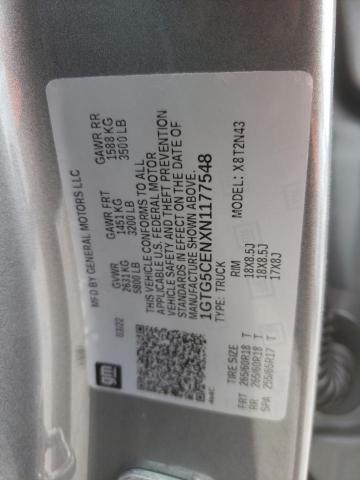 MFD BY GENERAL MOTORS LLC
03/22
GVWR
2631 KG
5800 LB
GAWR FRT
1451 KG
3200 LB
GAWR RR
1588 KG
3500 LB
THIS VEHICLE CONFORMS TO ALL
APPLICABLE U.S. FEDERAL MOTOR
VEHICLE SAFETY AND THEFT PREVENTION
STANDARDS IN EFFECT ON THE DATE OF
MANUFACTURE SHOWN ABOVE.
1GTG5CENXN1177548
TYPE: TRUCK
MODEL: X8T2N43
gm
TIRE SIZE RIM
FRT 265/60R18 T 18X8.5J
RR 265/60R18 T 18X8.5J
SPA 255/65R17 T 17X8J